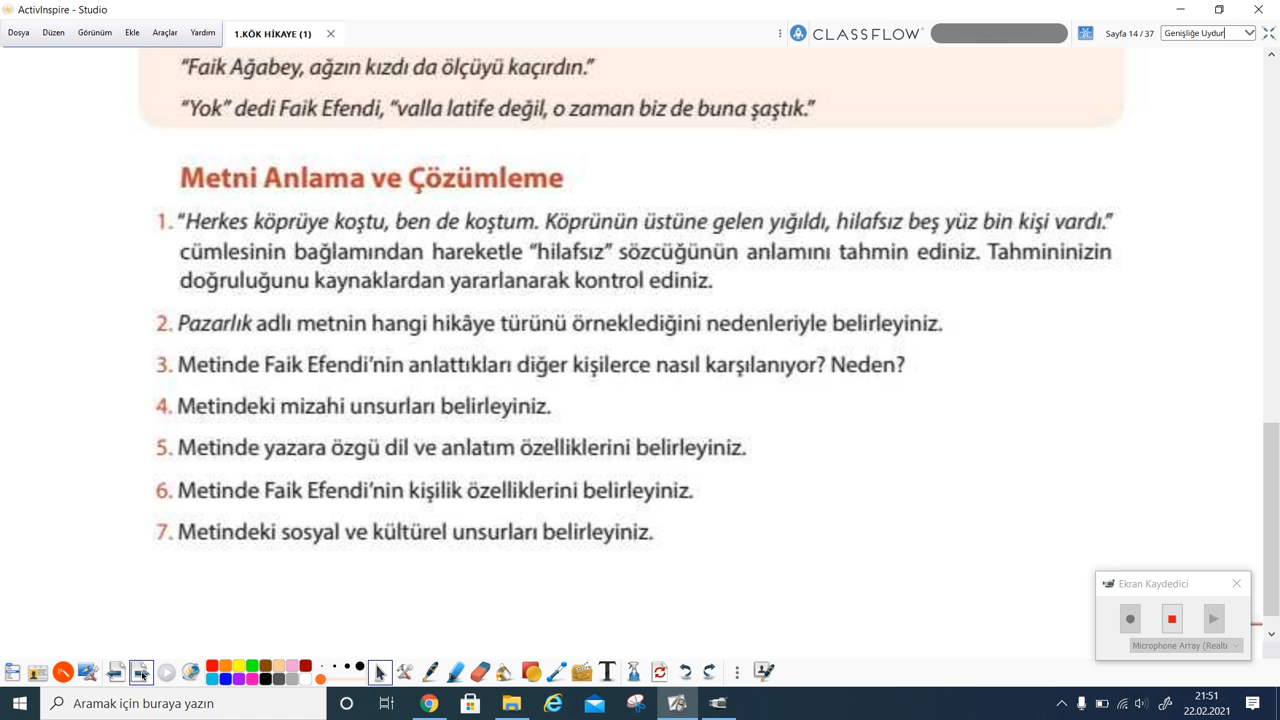 ActivInspire - Studio
Dosya Düzen Görünüm Ekle Araçlar Yardım
1.KÖK HİKAYE (1)
CLASSFLOW
Sayfa 14 / 37
Genişliğe Uydur
“Faik Ağabey, ağzın kızdı da ölçüyü kaçırdın.”
“Yok” dedi Faik Efendi, “valla latife değil, o zaman biz de buna şaştık.”
Metni Anlama ve Çözümleme
1. “Herkes köprüye koştu, ben de koştum. Köprünün üstüne gelen yığıldı, hilafsız beş yüz bin kişi vardı.”
cümlesinin bağlamından hareketle “hilafsız” sözcüğünün anlamını tahmin ediniz. Tahmininizin
doğruluğunu kaynaklardan yararlanarak kontrol ediniz.
2. Pazarlık adlı metnin hangi hikâye türünü örneklediğini nedenleriyle belirleyiniz.
3. Metinde Faik Efendi’nin anlattıkları diğer kişilerce nasıl karşılanıyor? Neden?
4. Metindeki mizahi unsurları belirleyiniz.
5. Metinde yazara özgü dil ve anlatım özelliklerini belirleyiniz.
6. Metinde Faik Efendi’nin kişilik özelliklerini belirleyiniz.
7. Metindeki sosyal ve kültürel unsurları belirleyiniz.
Ekran Kaydedici
Microphone Array (Realte
Aramak için buraya yazın
21:51
22.02.2021